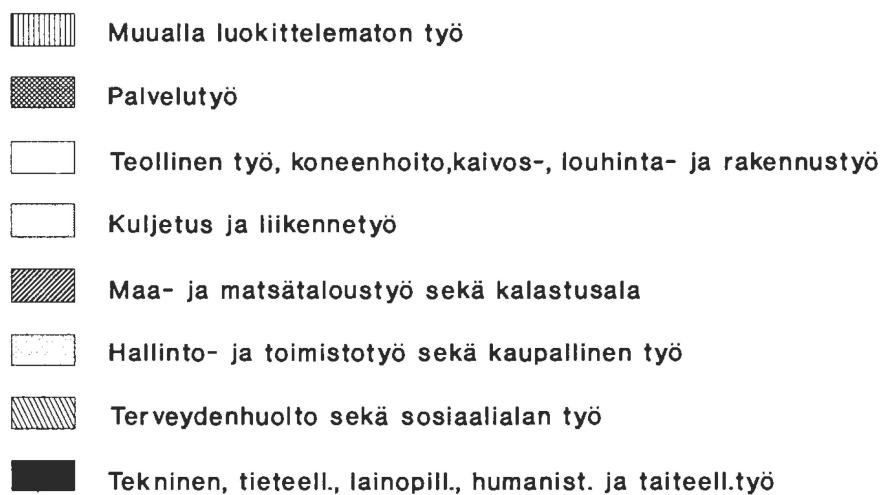 Muualla luokittelematon työ
Palvelutyö
Teollinen työ, koneenhoito,kaivos-, louhinta- ja rakennustyö
Kuljetus ja liikennetyö
Maa- ja matsätaloustyö sekä kalastusala
Hallinto- ja toimistotyö sekä kaupallinen työ
Terveydenhuolto sekä sosiaalialan työ
Tekninen, tieteell., lainopill., humanist. ja taiteell.työ